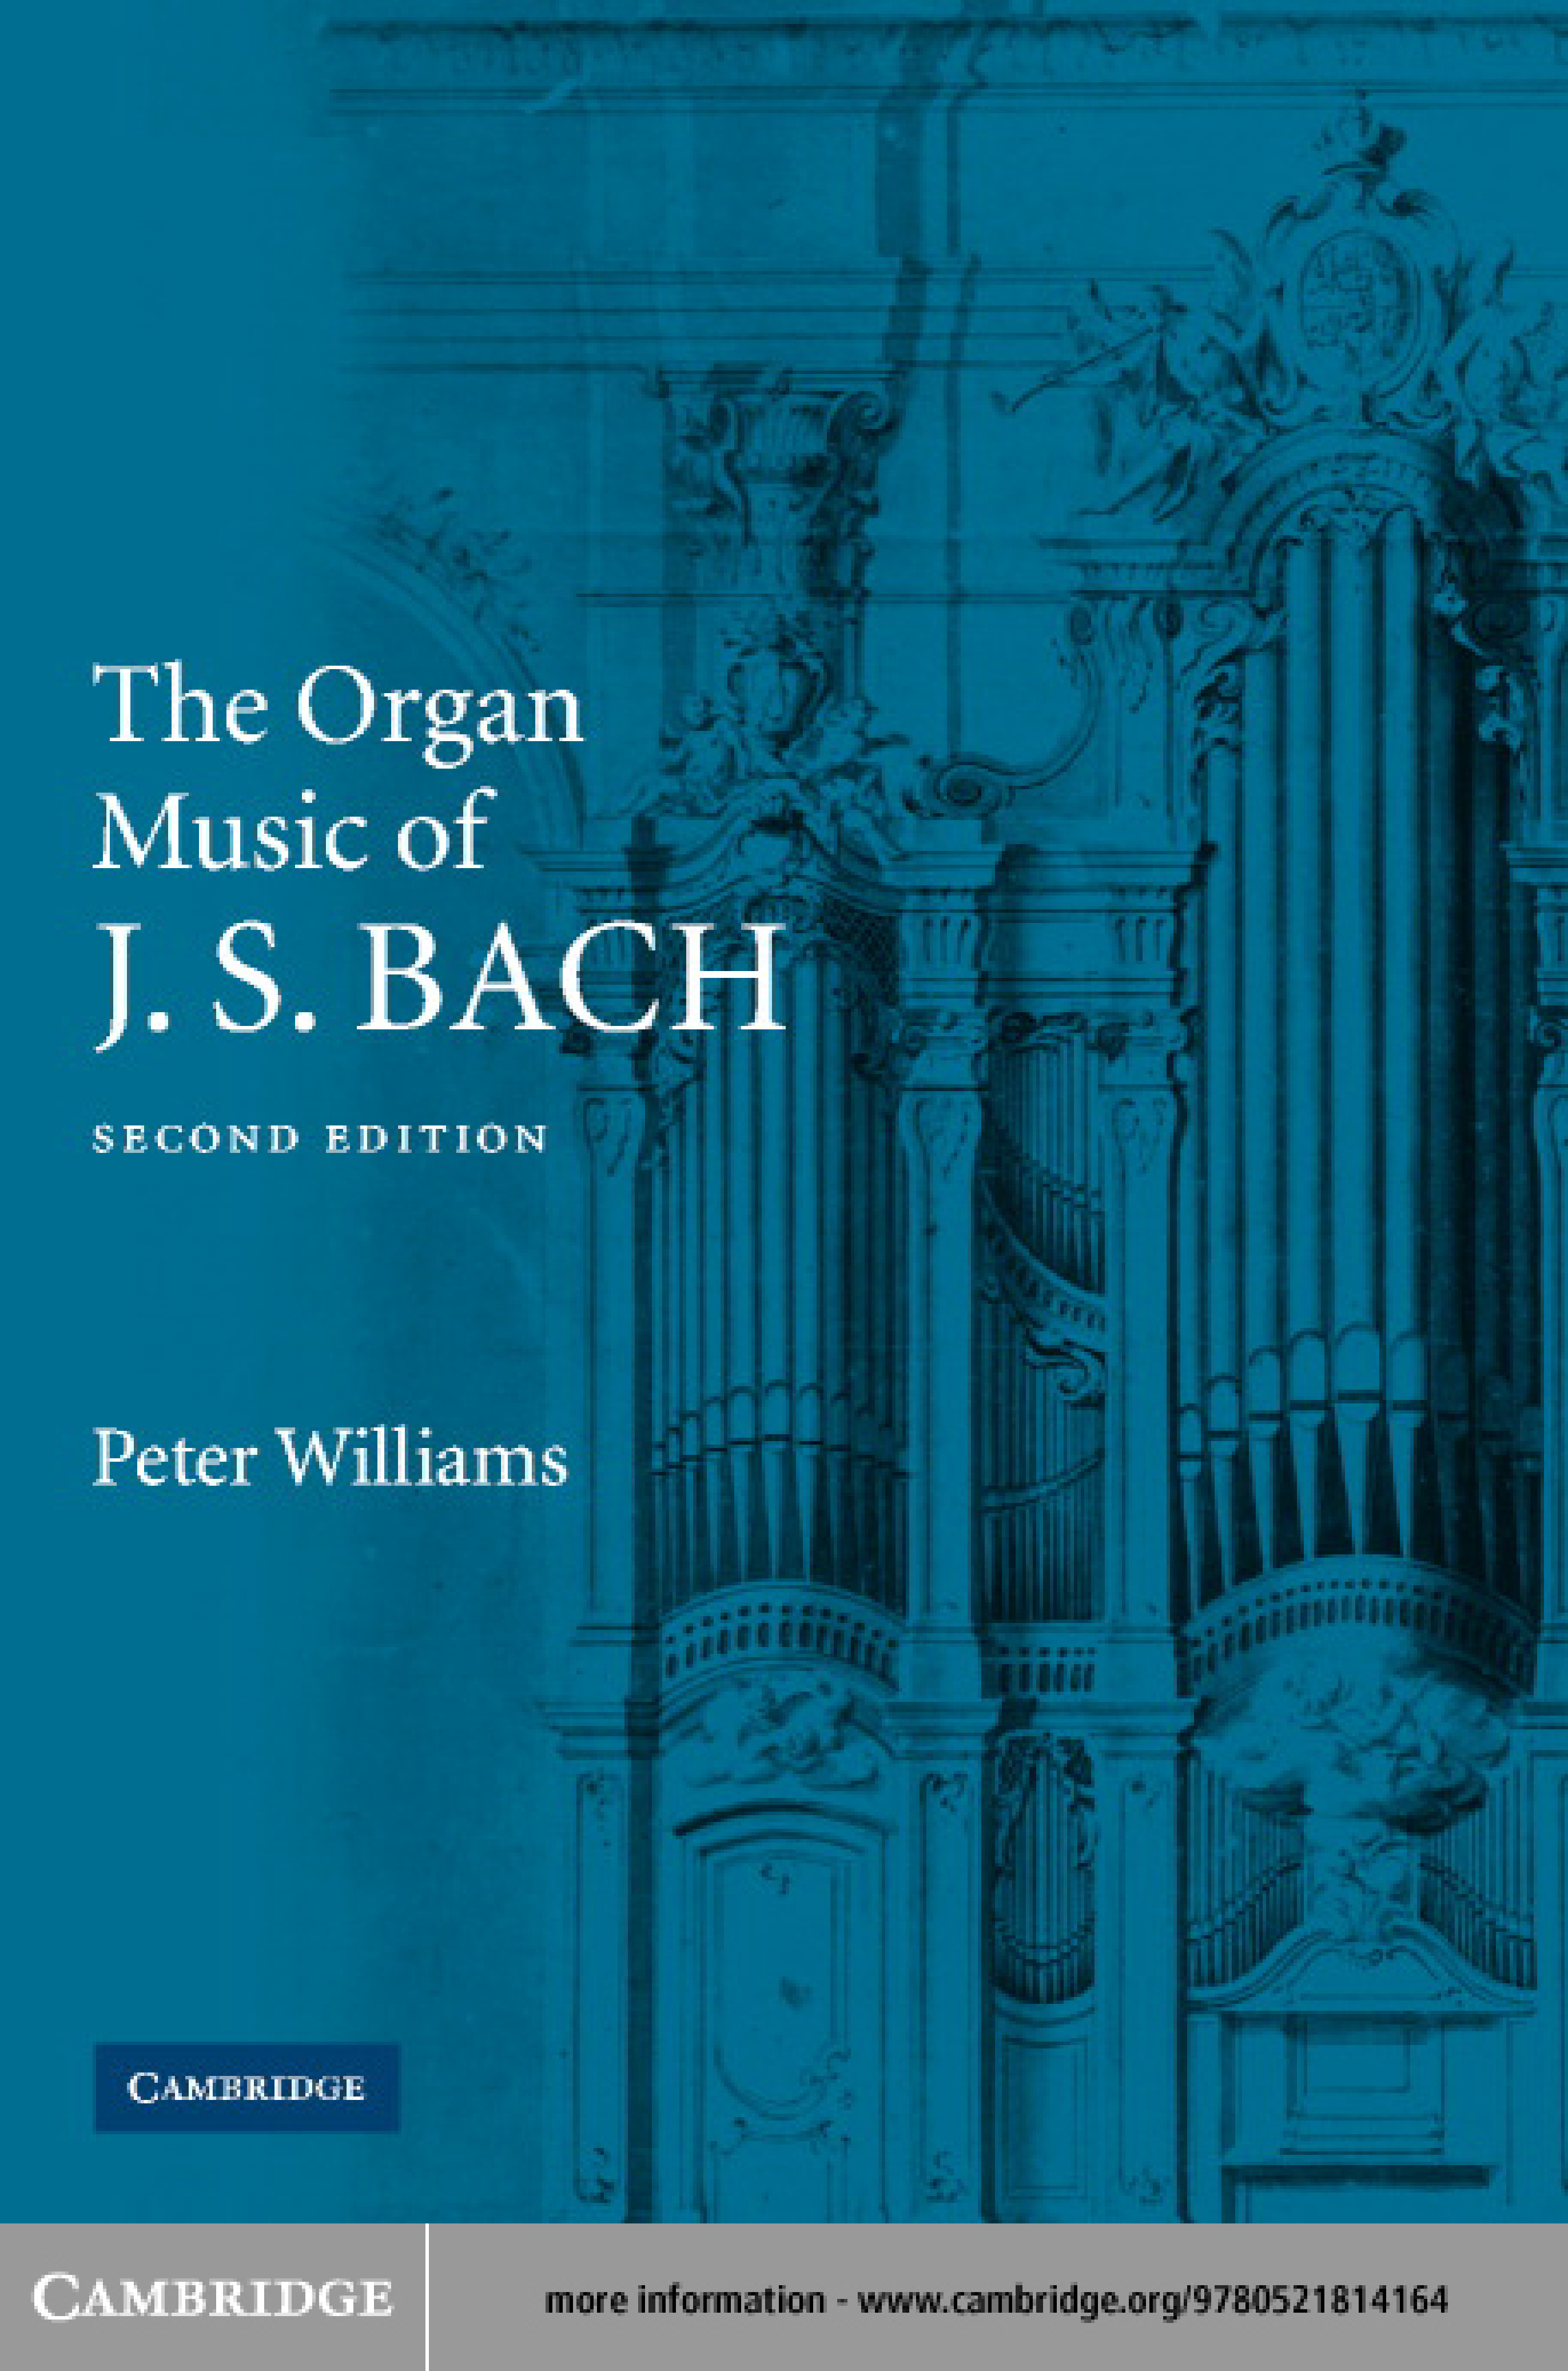 The Organ
Music of
J. S. BACH
SECOND EDITION
Peter Williams
CAMBRIDGE
CAMBRIDGE
more information - www.cambridge.org/9780521814164